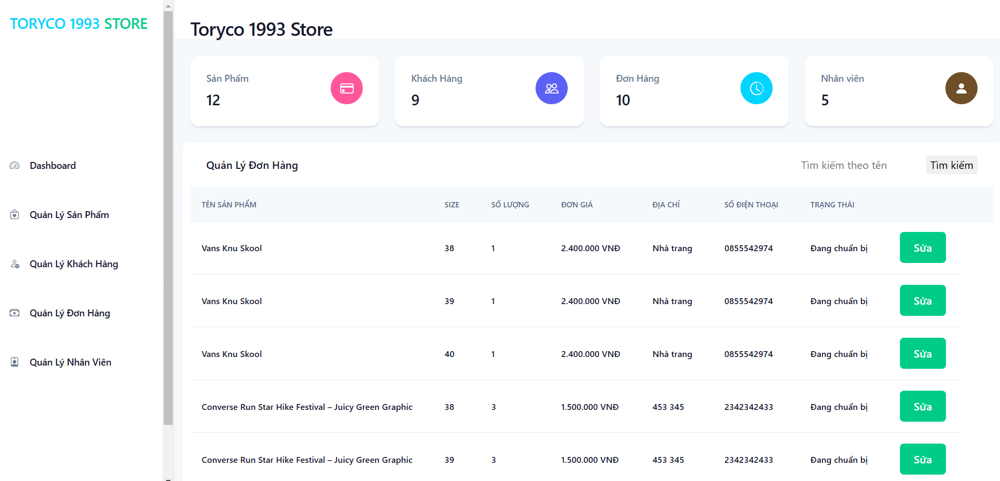 TORYCO 1993 STORE
Dashboard
Quản Lý Sản Phẩm
Quản Lý Khách Hàng
Quản Lý Đơn Hàng
Quản Lý Nhân Viên
Toryco 1993 Store
Sản Phẩm
12
Khách Hàng
9
Đơn Hàng
10
Nhân viên
5
Quản Lý Đơn Hàng Tìm kiếm theo tên Tìm kiếm
TÊN SẢN PHẨM SIZE SỐ LƯỢNG ĐƠN GIÁ ĐỊA CHỈ SỐ ĐIỆN THOẠI TRẠNG THÁI
Vans Knu Skool 38 1 2.400.000 VNĐ Nhà trang 0855542974 Đang chuẩn bị Sửa
Vans Knu Skool 39 1 2.400.000 VNĐ Nhà trang 0855542974 Đang chuẩn bị Sửa
Vans Knu Skool 40 1 2.400.000 VNĐ Nhà trang 0855542974 Đang chuẩn bị Sửa
Converse Run Star Hike Festival – Juicy Green Graphic 38 3 1.500.000 VNĐ 453 345 2342342433 Đang chuẩn bị Sửa
Converse Run Star Hike Festival – Juicy Green Graphic 39 3 1.500.000 VNĐ 453 345 2342342433 Đang chuẩn bị Sửa